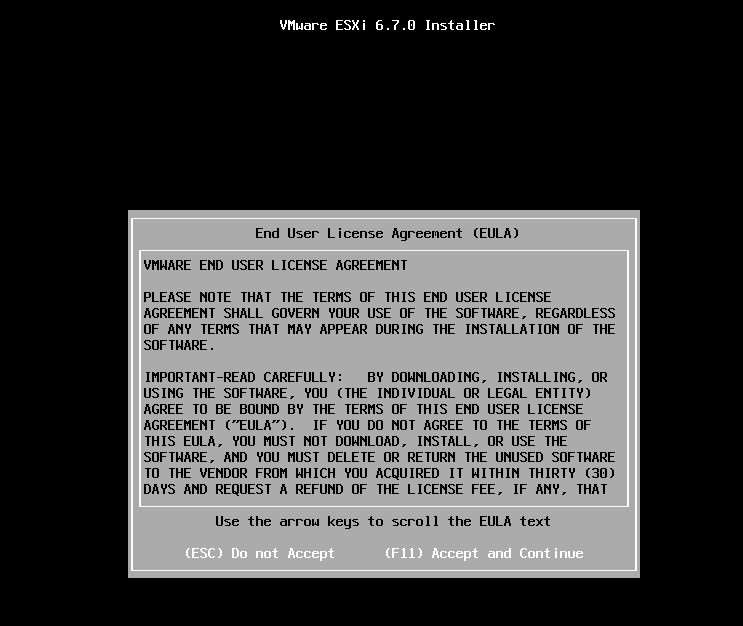 VMware ESXi 6.7.0 Installer
End User License Agreement (EULA)
VMWARE END USER LICENSE AGREEMENT
PLEASE NOTE THAT THE TERMS OF THIS END USER LICENSE
AGREEMENT SHALL GOVERN YOUR USE OF THE SOFTWARE, REGARDLESS
OF ANY TERMS THAT MAY APPEAR DURING THE INSTALLATION OF THE
SOFTWARE.
IMPORTANT-READ CAREFULLY:   BY DOWNLOADING, INSTALLING, OR
USING THE SOFTWARE, YOU (THE INDIVIDUAL OR LEGAL ENTITY)
AGREE TO BE BOUND BY THE TERMS OF THIS END USER LICENSE
AGREEMENT ("EULA").  IF YOU DO NOT AGREE TO THE TERMS OF
THIS EULA, YOU MUST NOT DOWNLOAD, INSTALL, OR USE THE
SOFTWARE, AND YOU MUST DELETE OR RETURN THE UNUSED SOFTWARE
TO THE VENDOR FROM WHICH YOU ACQUIRED IT WITHIN THIRTY (30)
DAYS AND REQUEST A REFUND OF THE LICENSE FEE, IF ANY, THAT
Use the arrow keys to scroll the EULA text
(ESC) Do not Accept      (F11) Accept and Continue